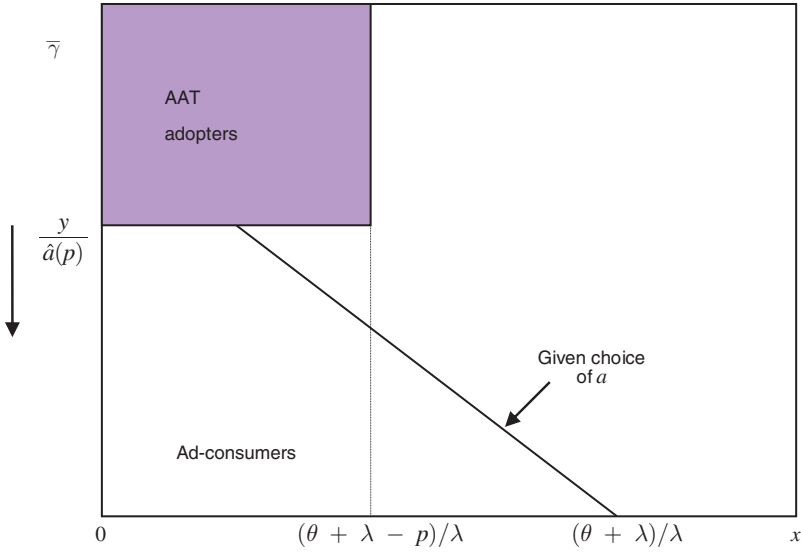 γ̅
AAT
adopters
y
â(p)
Given choice
of a
Ad-consumers
0
(θ + λ − p)/λ
(θ + λ)/λ
x